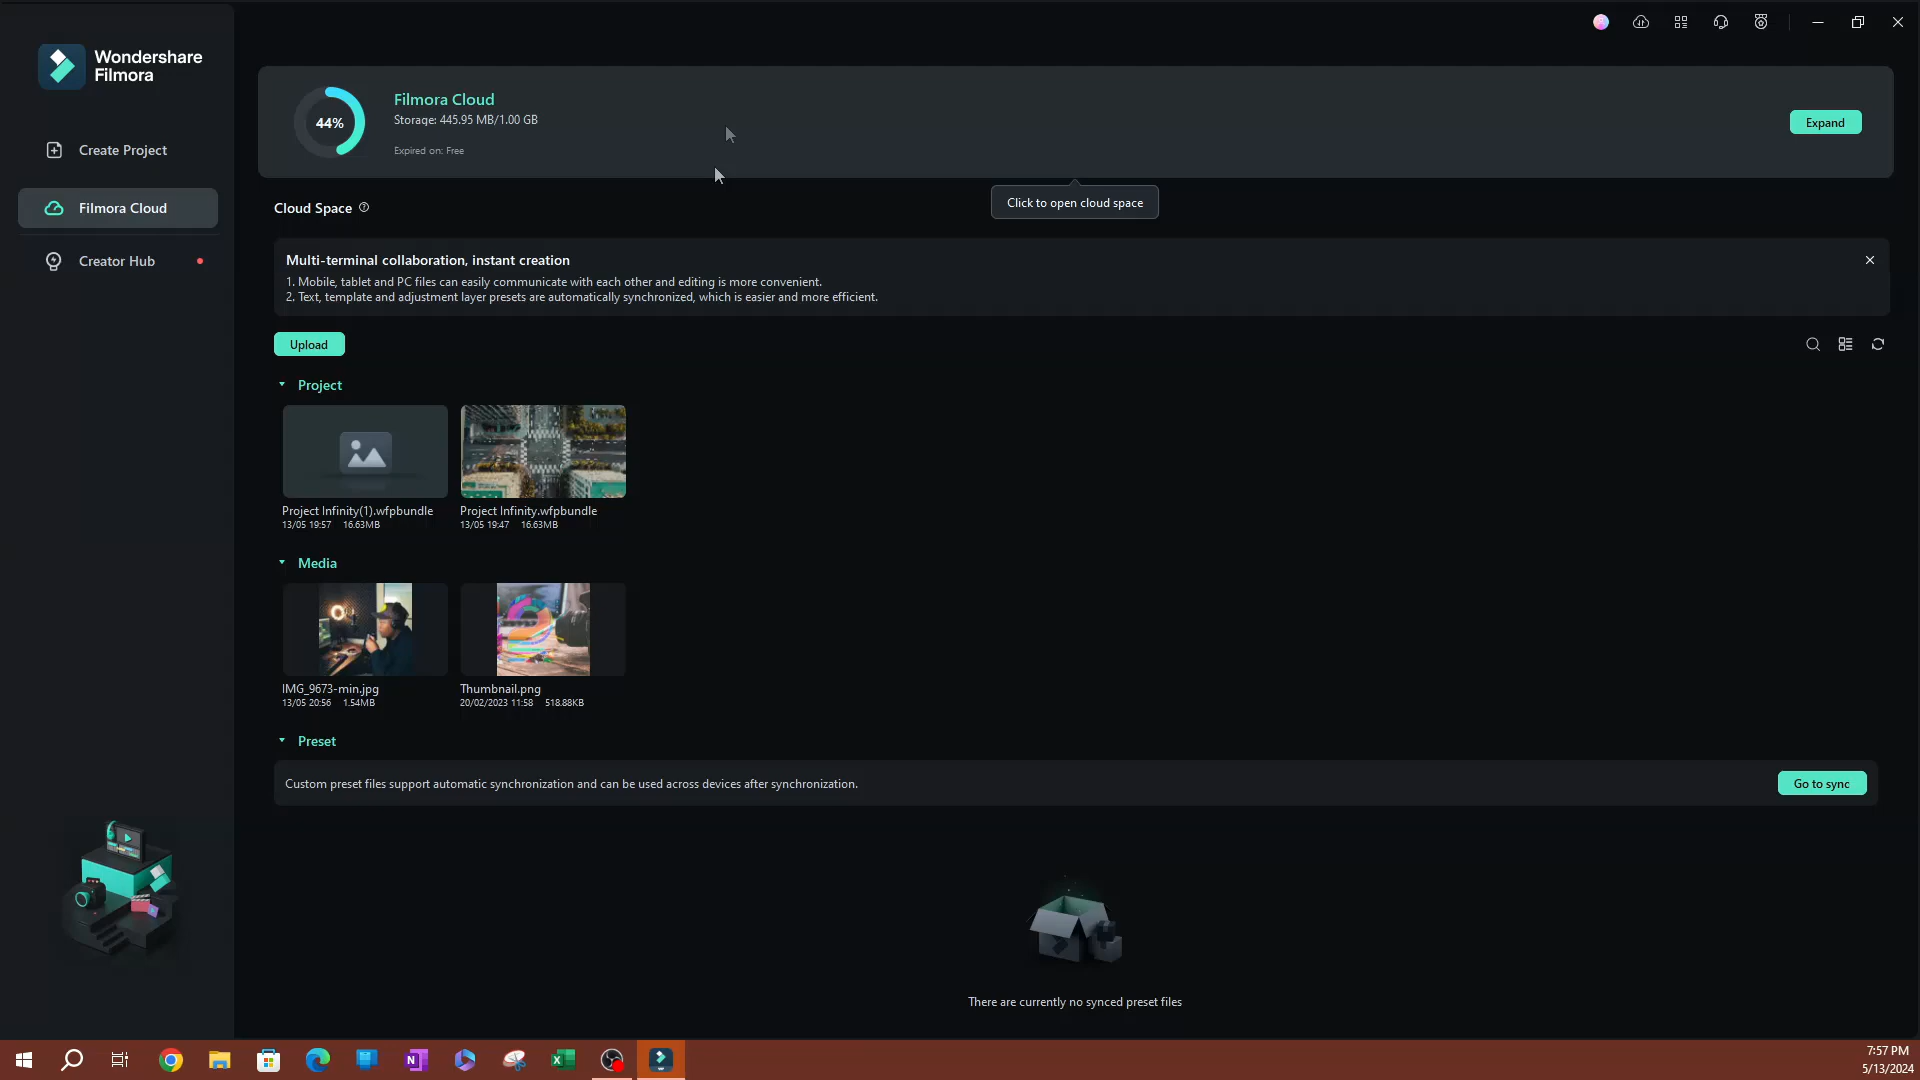 Wondershare
Filmora
Create Project
Filmora Cloud
Creator Hub
44%
Filmora Cloud
Storage: 445.95 MB/1.00 GB
Expired on: Free
Expand
Click to open cloud space
Cloud Space
Multi-terminal collaboration, instant creation
1. Mobile, tablet and PC files can easily communicate with each other and editing is more convenient.
2. Text, template and adjustment layer presets are automatically synchronized, which is easier and more efficient.
Upload
Project
Project Infinity(1).wfpbundle
13/05 19:57 16.63MB
Project Infinity.wfpbundle
13/05 19:47 16.63MB
Media
IMG_9673-min.jpg
13/05 20:56 1.54MB
Thumbnail.png
20/02/2023 11:58 518.88KB
Preset
Custom preset files support automatic synchronization and can be used across devices after synchronization.
Go to sync
There are currently no synced preset files
7:57 PM
5/13/2024